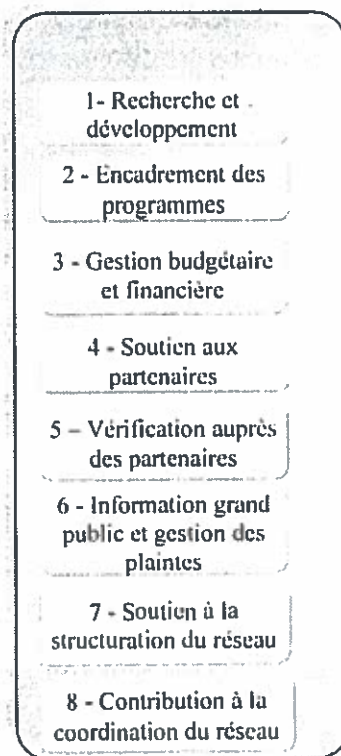 1- Recherche et
développement
2 - Encadrement des
programmes
3 - Gestion budgétaire
et financière
4 - Soutien aux
partenaires
5 – Vérification auprès
des partenaires
6 - Information grand
public et gestion des
plaintes
7 - Soutien à la
structuration du réseau
8 - Contribution à la
coordination du réseau